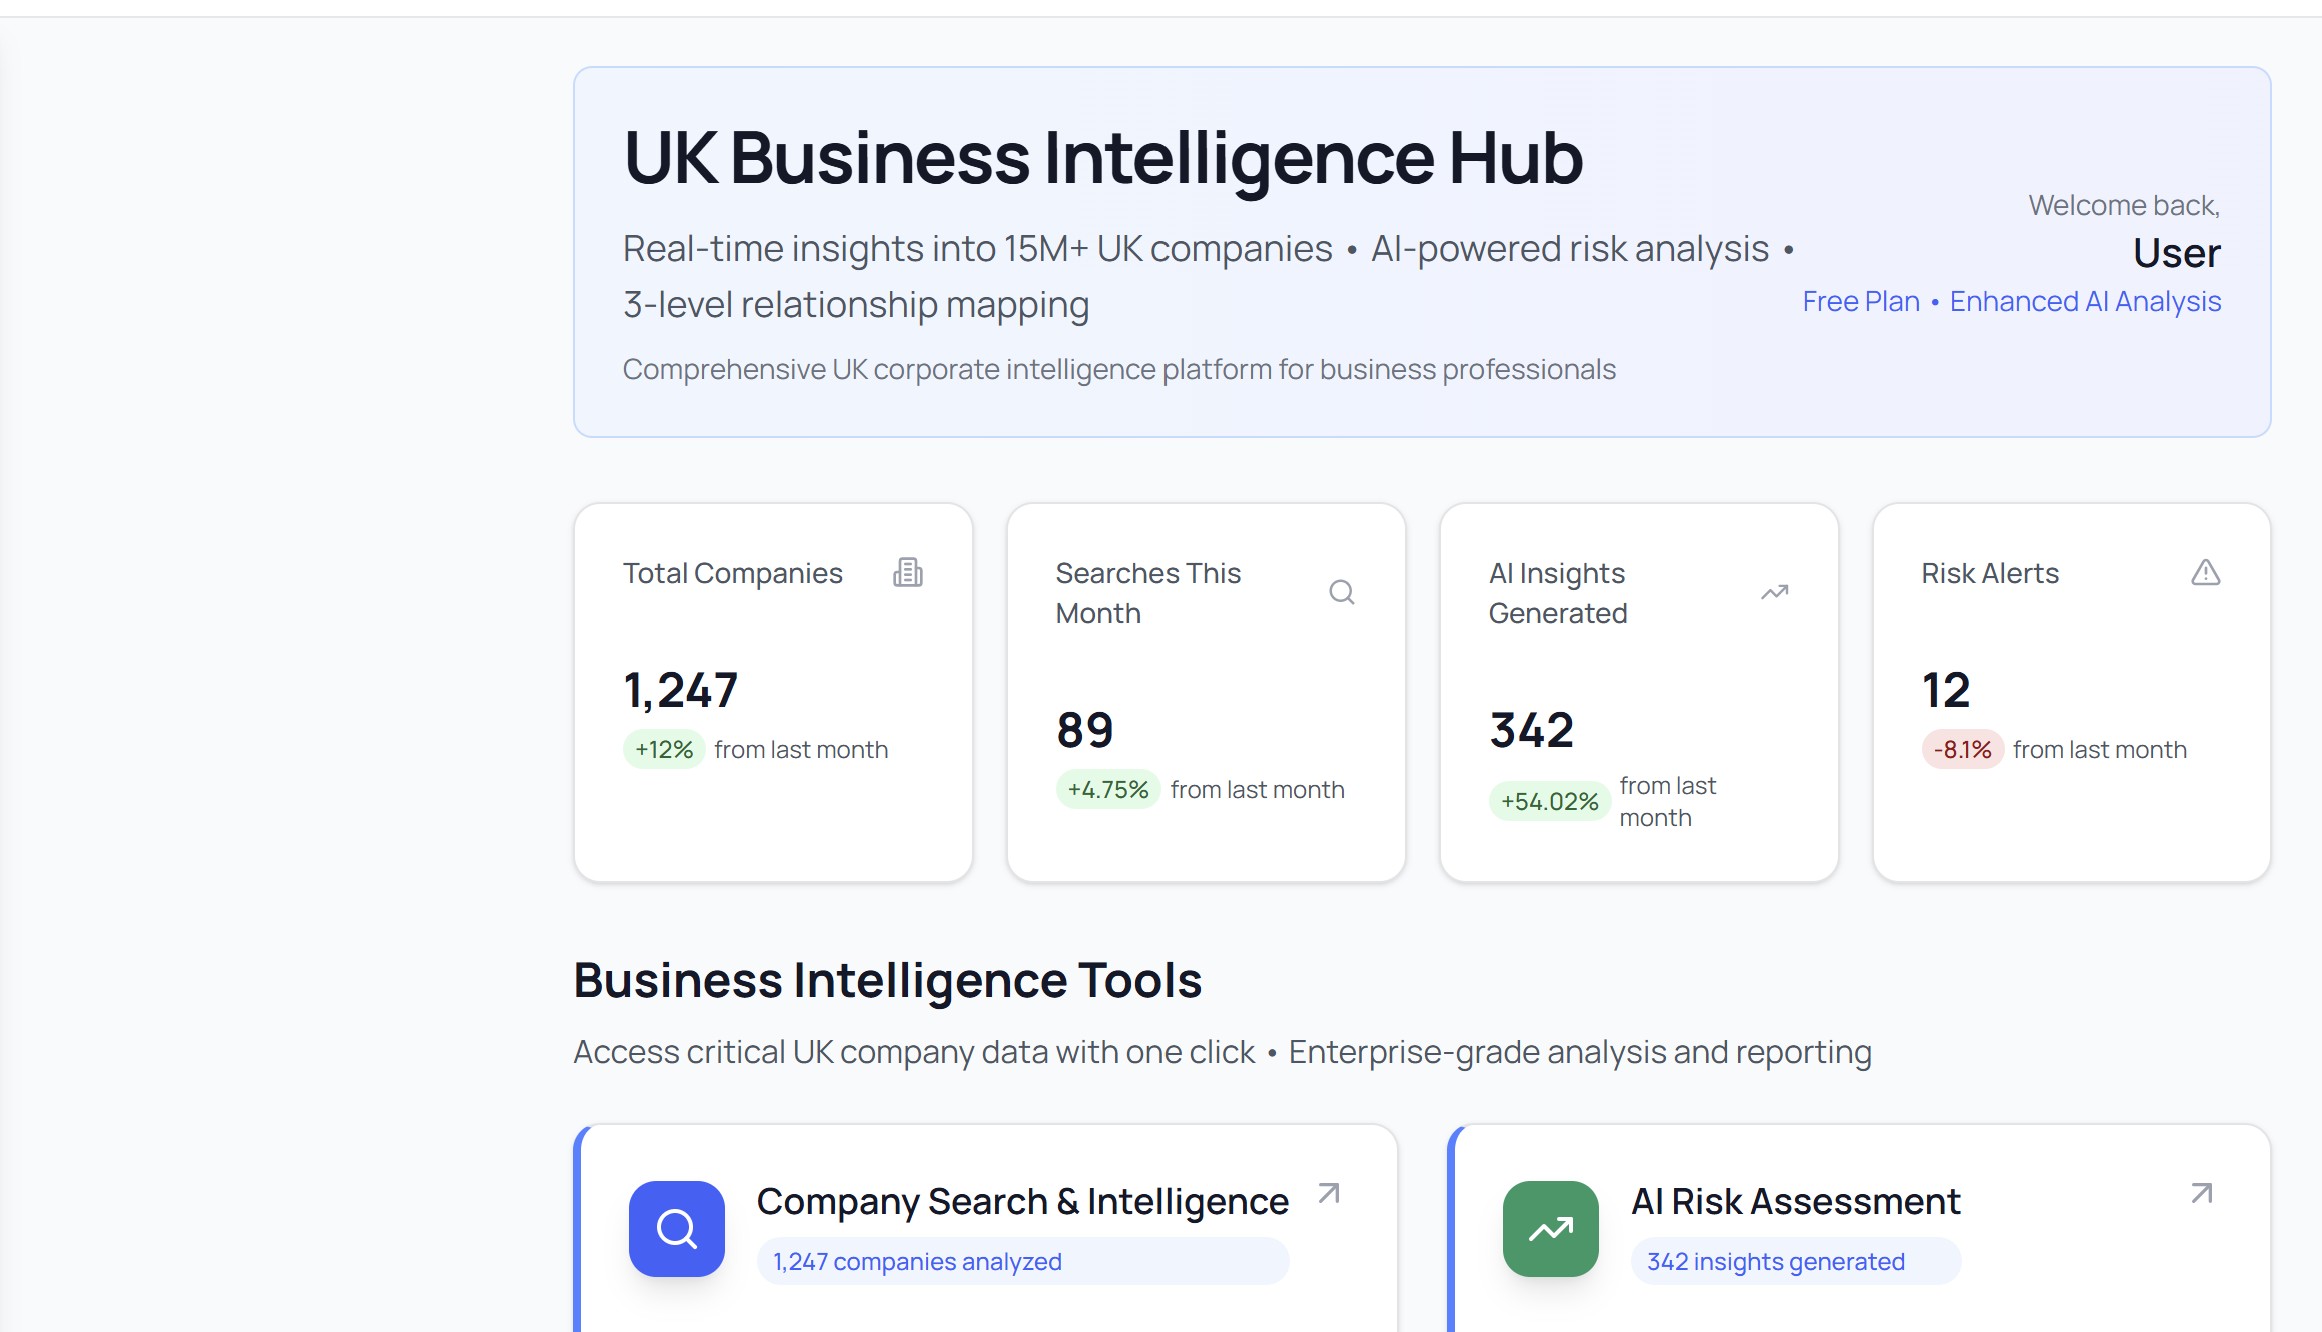 UK Business Intelligence Hub
Real-time insights into 15M+ UK companies • AI-powered risk analysis •
3-level relationship mapping
Comprehensive UK corporate intelligence platform for business professionals
Welcome back,
User
Free Plan • Enhanced AI Analysis
Total Companies
1,247
+12% from last month
Searches This
Month
89
+4.75% from last month
AI Insights
Generated
342
+54.02% from last
month
Risk Alerts
12
-8.1% from last month
Business Intelligence Tools
Access critical UK company data with one click • Enterprise-grade analysis and reporting
Company Search & Intelligence
1,247 companies analyzed
AI Risk Assessment
342 insights generated